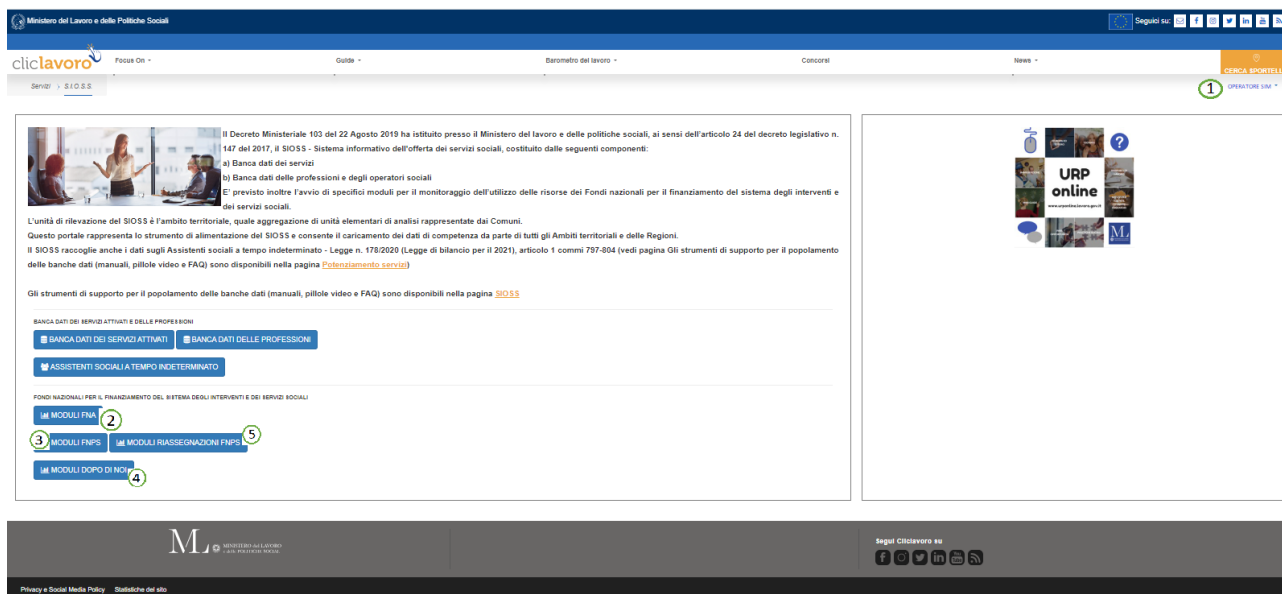 Ministero del Lavoro e delle Politiche Sociali
Seguici su:
cliclavoro
Focus On
Guide
Barometro del lavoro
Concorsi
News
CERCA SPORTELL
Servizi > S.I.O.S.S.
1
OPERATORE SIM
Il Decreto Ministeriale 103 del 22 Agosto 2019 ha istituito presso il Ministero del lavoro e delle politiche sociali, ai sensi dell'articolo 24 del decreto legislativo n.
147 del 2017, il SIOSS - Sistema informativo dell'offerta dei servizi sociali, costituito dalle seguenti componenti:
a) Banca dati dei servizi
b) Banca dati delle professioni e degli operatori sociali
E' previsto inoltre l'avvio di specifici moduli per il monitoraggio dell'utilizzo delle risorse dei Fondi nazionali per il finanziamento del sistema degli interventi e
dei servizi sociali.
L'unità di rilevazione del SIOSS è l'ambito territoriale, quale aggregazione di unità elementari di analisi rappresentate dai Comuni.
Questo portale rappresenta lo strumento di alimentazione del SIOSS e consente il caricamento dei dati di competenza da parte di tutti gli Ambiti territoriali e delle Regioni.
Il SIOSS raccoglie anche i dati sugli Assistenti sociali a tempo indeterminato - Legge n. 178/2020 (Legge di bilancio per il 2021), articolo 1 commi 797-804 (vedi pagina Gli strumenti di supporto per il popolamento
delle banche dati (manuali, pillole video e FAQ) sono disponibili nella pagina Potenziamento servizi)
Gli strumenti di supporto per il popolamento delle banche dati (manuali, pillole video e FAQ) sono disponibili nella pagina SIOSS
BANCA DATI DEI SERVIZI ATTIVATI E DELLE PROFESSIONI
BANCA DATI DEI SERVIZI ATTIVATI
BANCA DATI DELLE PROFESSIONI
ASSISTENTI SOCIALI A TEMPO INDETERMINATO
FONDI NAZIONALI PER IL FINANZIAMENTO DEL SISTEMA DEGLI INTERVENTI E DEI SERVIZI SOCIALI
MODULI FNA
2
3
MODULI FNPS
MODULI RIASSEGNAZIONI FNPS
5
MODULI DOPO DI NOI
4
URP
online
www.urponline.lavoro.gov.it
ML
MINISTERO del LAVORO
e delle POLITICHE SOCIALI
Segui Cliclavoro su
Privacy e Social Media Policy
Statistiche del sito